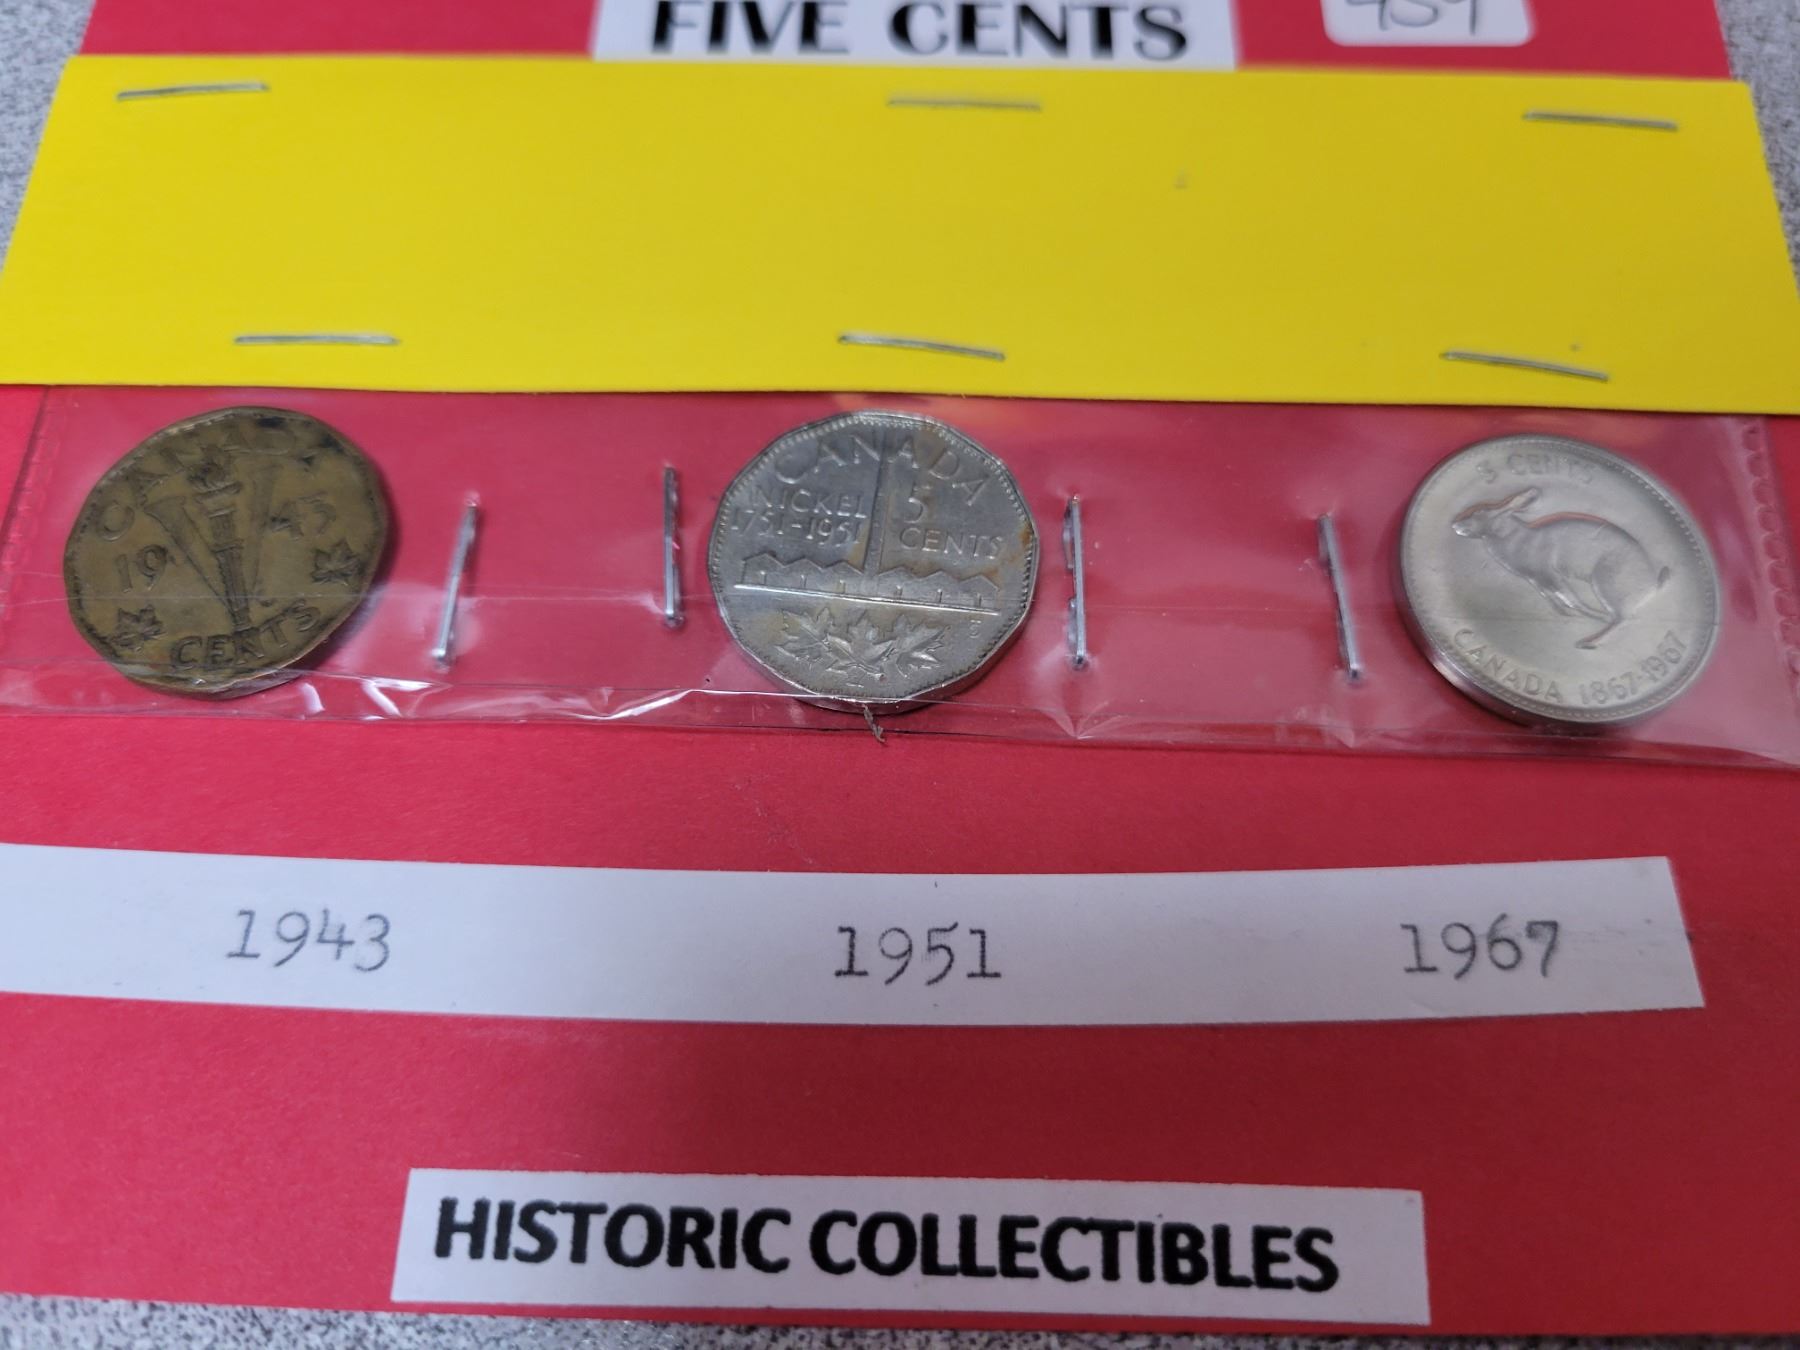 FIVE CENTS
CANADA
19 43
CENTS
CANADA
NICKEL 5
1751-1951 CENTS
5 CENTS
CANADA 1867-1967
1943 1951 1967
HISTORIC COLLECTIBLES